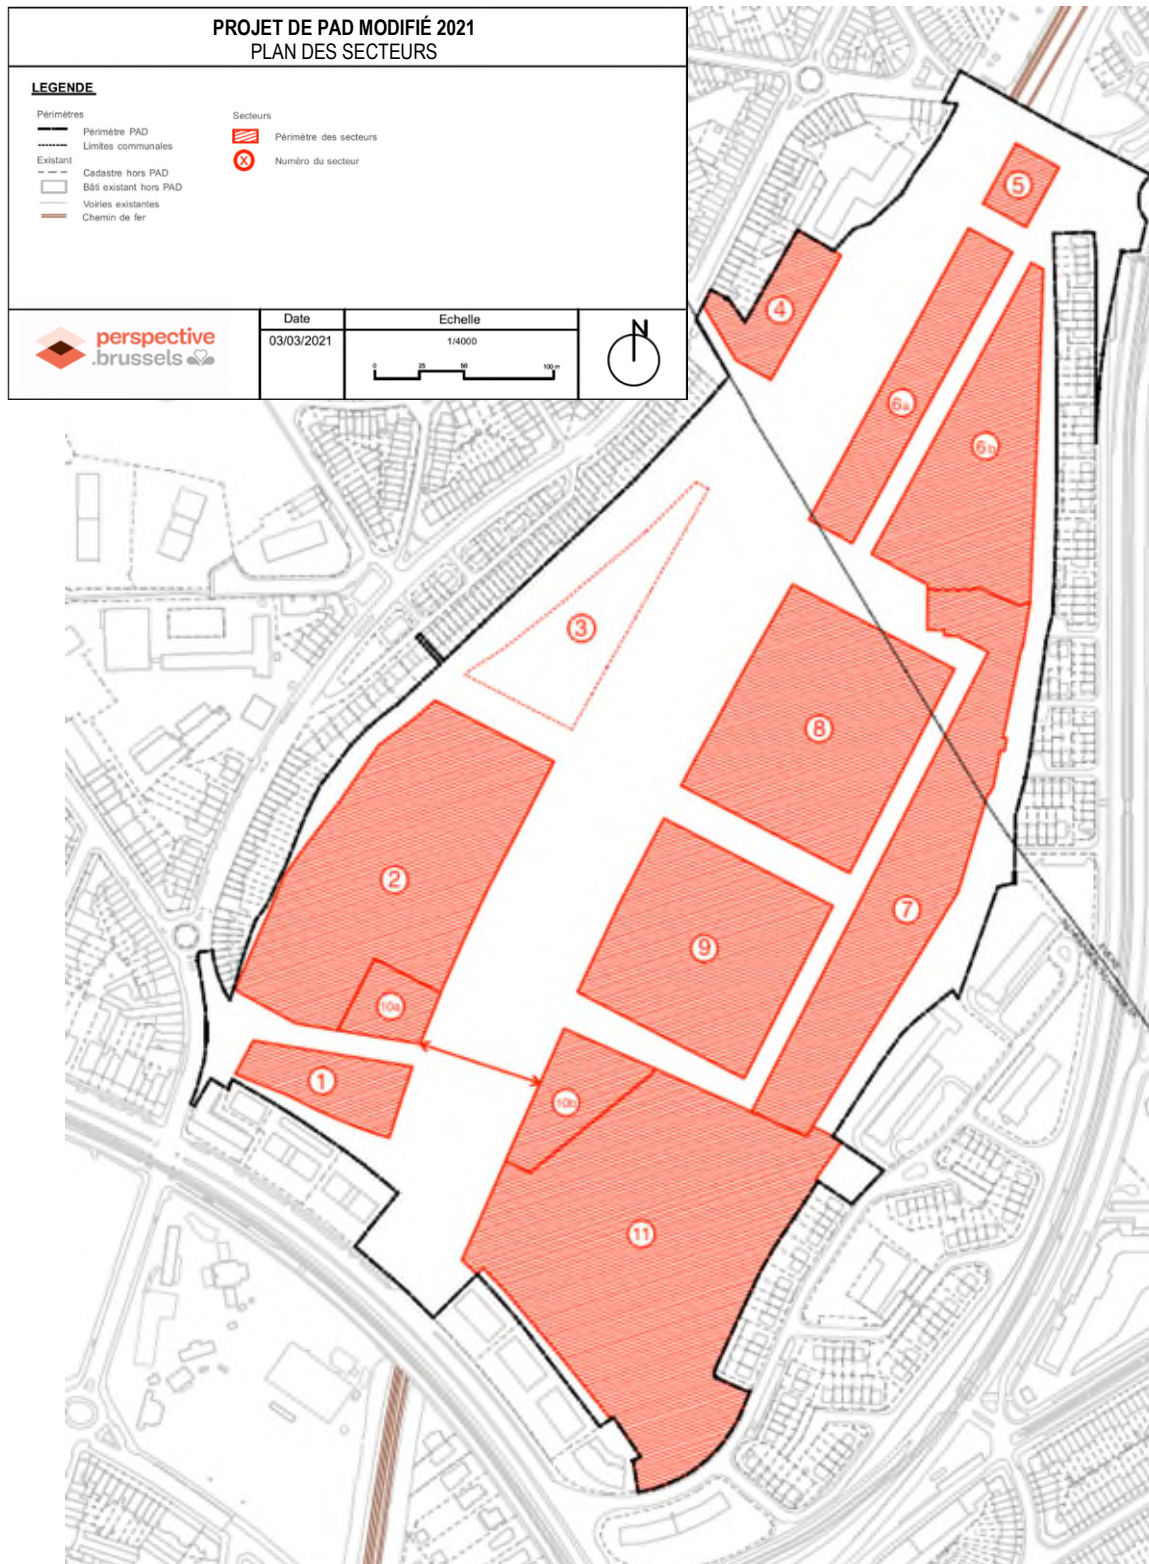 PROJET DE PAD MODIFIÉ 2021
PLAN DES SECTEURS
LEGENDE
Périmètres
Périmètre PAD
Limites communales
Existant
Cadastre hors PAD
Bâti existant hors PAD
Voiries existantes
Chemin de fer
Secteurs
Périmètre des secteurs
X
Numéro du secteur
perspective
.brussels
Date
03/03/2021
Echelle
1/4000
0 25 50 100 m
N
5
4
6a
6b
3
8
2
7
9
10a
1
10b
11